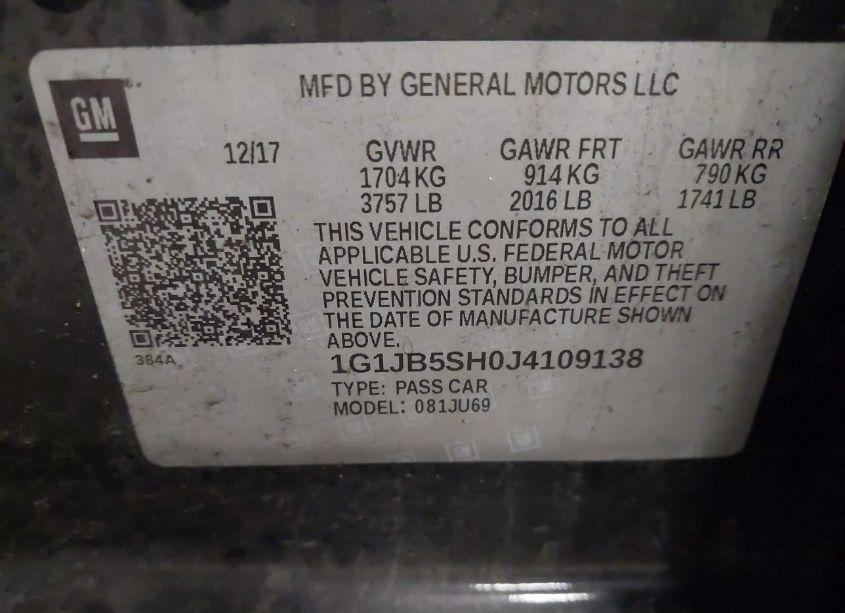 GM
MFD BY GENERAL MOTORS LLC
12/17 GVWR GAWR FRT GAWR RR
1704 KG 914 KG 790 KG
3757 LB 2016 LB 1741 LB
THIS VEHICLE CONFORMS TO ALL
APPLICABLE U.S. FEDERAL MOTOR
VEHICLE SAFETY, BUMPER, AND THEFT
PREVENTION STANDARDS IN EFFECT ON
THE DATE OF MANUFACTURE SHOWN
ABOVE.
384A
1G1JB5SH0J4109138
TYPE: PASS CAR
MODEL: 081JU69